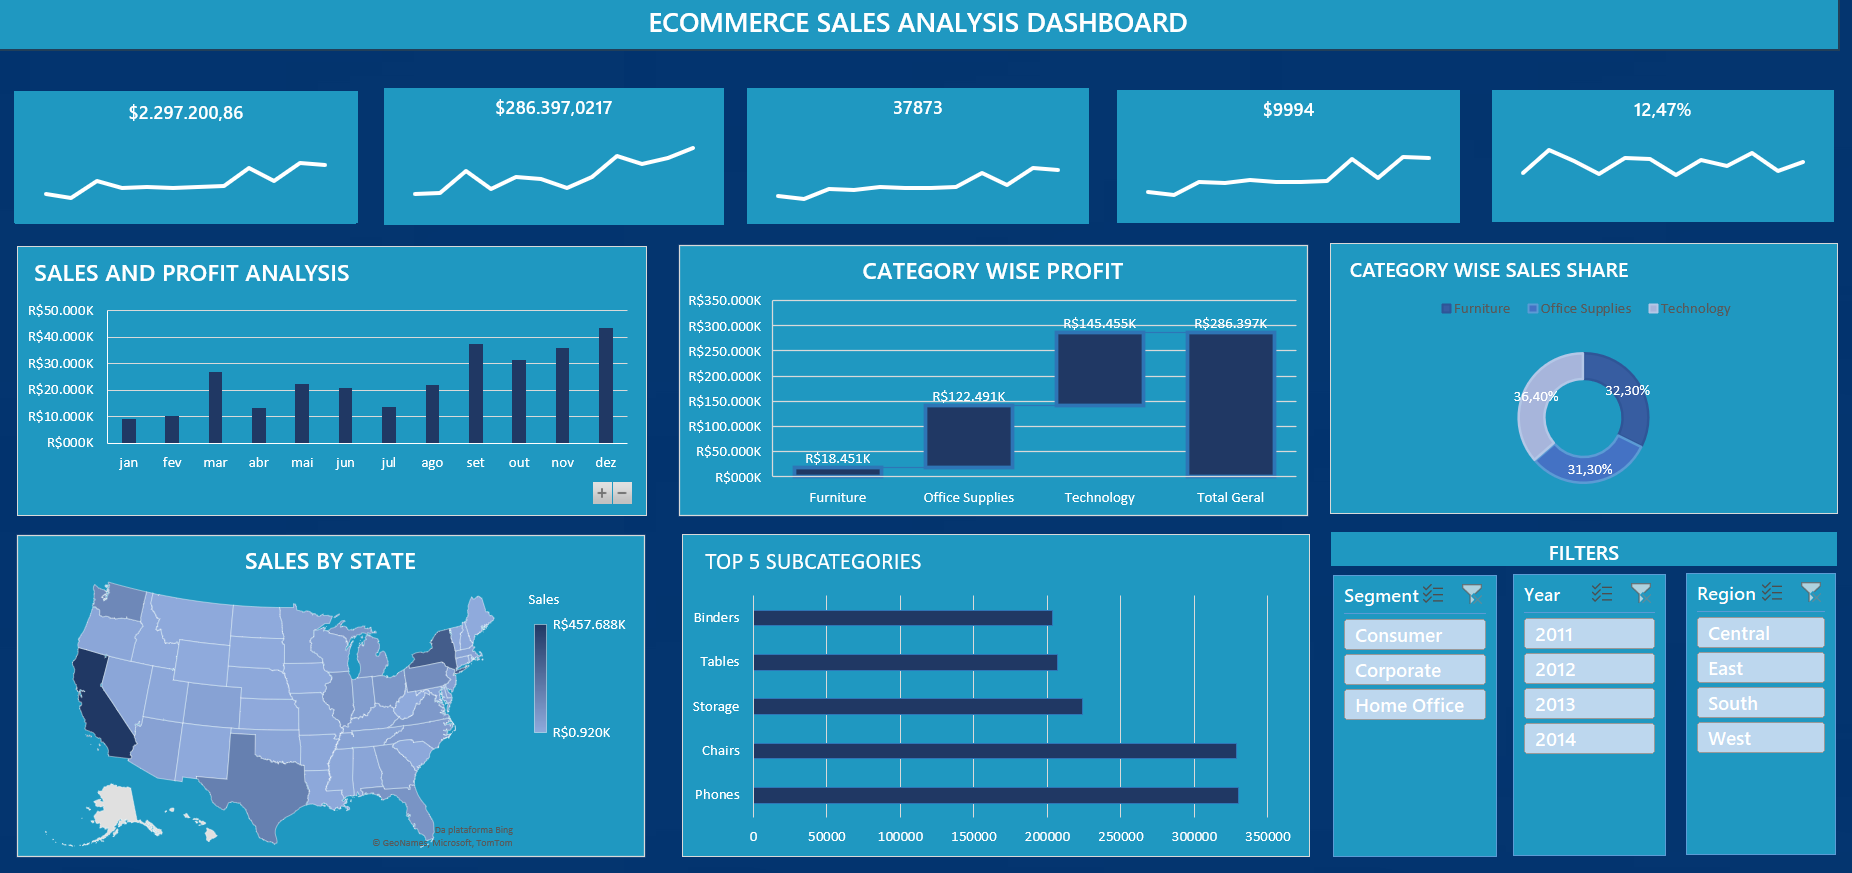 ECOMMERCE SALES ANALYSIS DASHBOARD
$2.297.200,86
$286.397,0217
37873
$9994
12,47%
SALES AND PROFIT ANALYSIS
R$50.000K
R$40.000K
R$30.000K
R$20.000K
R$10.000K
R$000K
jan fev mar abr mai jun jul ago set out nov dez
+ −
CATEGORY WISE PROFIT
R$350.000K
R$300.000K
R$250.000K
R$200.000K
R$150.000K
R$100.000K
R$50.000K
R$000K
R$18.451K
R$122.491K
R$145.455K
R$286.397K
Furniture Office Supplies Technology Total Geral
CATEGORY WISE SALES SHARE
Furniture Office Supplies Technology
36,40%
32,30%
31,30%
SALES BY STATE
Sales
R$457.688K
R$0.920K
Da plataforma Bing
© GeoNames, Microsoft, TomTom
TOP 5 SUBCATEGORIES
Binders
Tables
Storage
Chairs
Phones
0 50000 100000 150000 200000 250000 300000 350000
FILTERS
Segment
Consumer
Corporate
Home Office
Year
2011
2012
2013
2014
Region
Central
East
South
West